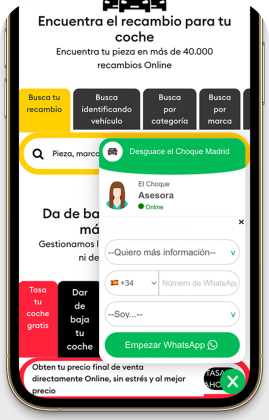 Encuentra el recambio para tu
coche
Encuentra tu pieza en más de 40.000
recambios Online
Busca tu
recambio
Busca
identificando
vehículo
Busca
por
categoría
Busca
por
marca
Pieza, marca
Desguace el Choque Madrid
El Choque
Asesora
Online
×
--Quiero más información-- v
+34
Número de WhatsApp
--Soy...-- v
Empezar WhatsApp
Da de ba
má
Gestionamos l
ni de
Tasa
tu
coche
gratis
Dar
de
baja
tu
coche
Obten tu precio final de venta
directamente Online, sin estrés y al mejor
precio
TASA
AHO